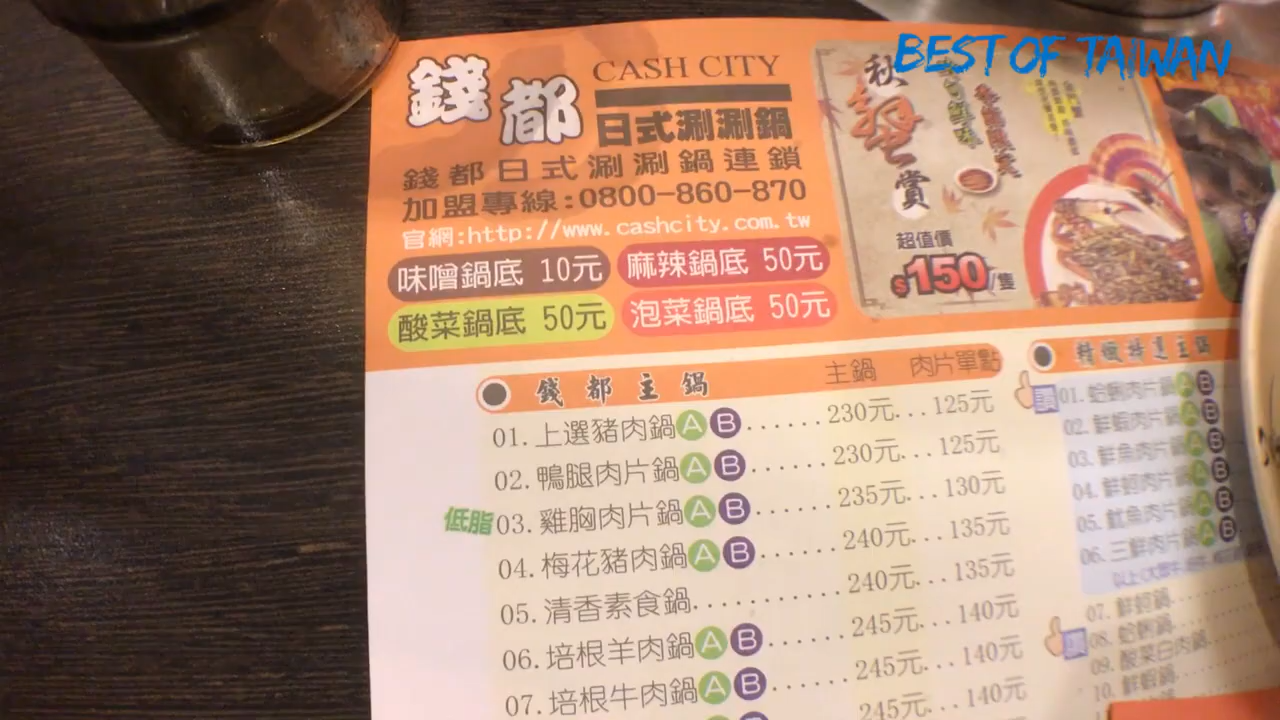 BEST OF TAIWAN
錢都 CASH CITY
日式涮涮鍋
錢都日式涮涮鍋連鎖
加盟專線:0800-860-870
官網:http://www.cashcity.com.tw
味噌鍋底 10元
麻辣鍋底 50元
酸菜鍋底 50元
泡菜鍋底 50元
秋蟹賞
超值價
$150/隻
錢都主鍋 主鍋 肉片單點
01.上選豬肉鍋 A B......230元...125元
02.鴨腿肉片鍋 A B......230元...125元
低脂 03.雞胸肉片鍋 A B......235元...130元
04.梅花豬肉鍋 A B......240元...135元
05.清香素食鍋..........240元...135元
06.培根羊肉鍋 A B......245元...140元
07.培根牛肉鍋 A B......245元...140元
245元...140元
精緻特選主鍋
讚 01.蛤蜊肉片鍋 A B
02.鮮蝦肉片鍋 A B
03.鮮魚肉片鍋 A B
04.鮮蚵肉片鍋 A B
05.魷魚肉片鍋 A B
06.三鮮肉片鍋 A B
07.鮮蚵鍋
讚 08.蛤蜊鍋
09.酸菜白肉鍋
10.鮮蝦鍋